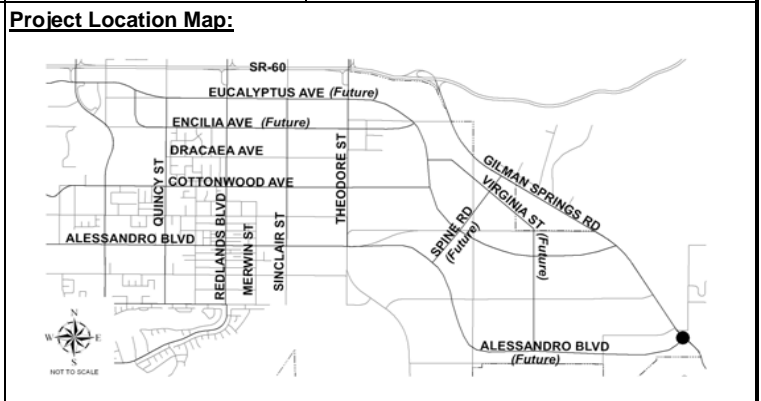 Project Location Map:
SR-60
EUCALYPTUS AVE (Future)
ENCILIA AVE (Future)
DRACAEA AVE
COTTONWOOD AVE
ALESSANDRO BLVD
QUINCY ST
REDLANDS BLVD
MERWIN ST
SINCLAIR ST
THEODORE ST
GILMAN SPRINGS RD
VIRGINIA ST
(Future)
SPINE RD
(Future)
ALESSANDRO BLVD
(Future)
N
W
E
S
NOT TO SCALE